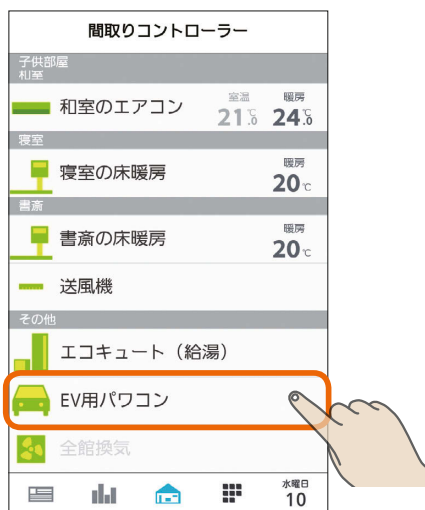 間取りコントローラー
子供部屋
和室
和室のエアコン
室温 暖房
21.0℃ 24.0℃
寝室
寝室の床暖房
暖房
20℃
書斎
書斎の床暖房
暖房
20℃
送風機
その他
エコキュート（給湯）
EV用パワコン
全館換気
水曜日
10